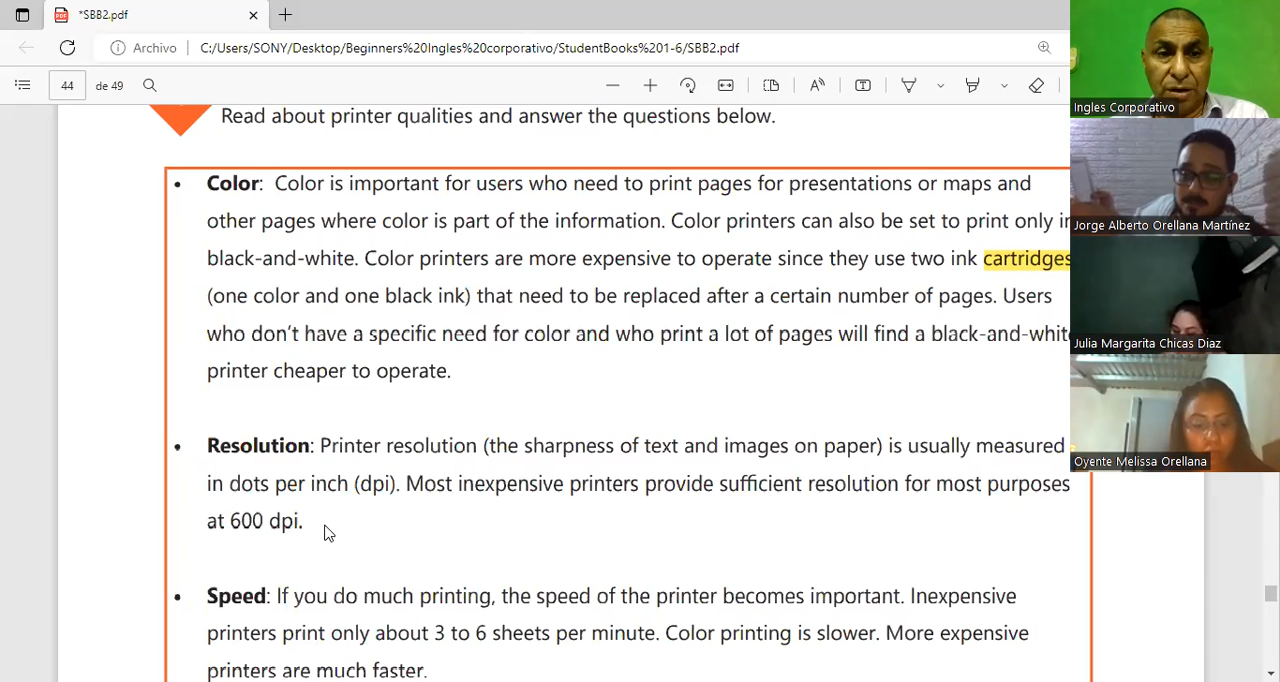 *SBB2.pdf
Archivo
C:/Users/SONY/Desktop/Beginners%20Ingles%20corporativo/StudentBooks%201-6/SBB2.pdf
44 de 49
Read about printer qualities and answer the questions below.
• Color: Color is important for users who need to print pages for presentations or maps and
other pages where color is part of the information. Color printers can also be set to print only in
black-and-white. Color printers are more expensive to operate since they use two ink cartridges
(one color and one black ink) that need to be replaced after a certain number of pages. Users
who don't have a specific need for color and who print a lot of pages will find a black-and-white
printer cheaper to operate.
• Resolution: Printer resolution (the sharpness of text and images on paper) is usually measured
in dots per inch (dpi). Most inexpensive printers provide sufficient resolution for most purposes
at 600 dpi.
• Speed: If you do much printing, the speed of the printer becomes important. Inexpensive
printers print only about 3 to 6 sheets per minute. Color printing is slower. More expensive
printers are much faster.
Ingles Corporativo
Jorge Alberto Orellana Martínez
Julia Margarita Chicas Diaz
Oyente Melissa Orellana